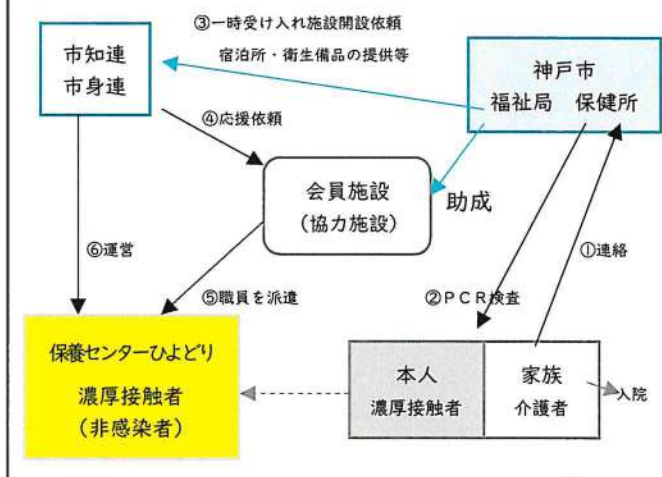 ③一時受け入れ施設開設依頼
宿泊所・衛生備品の提供等
市知連
市身連
神戸市
福祉局 保健所
④応援依頼
会員施設
（協力施設）
助成
⑥運営
①連絡
⑤職員を派遣
②ＰＣＲ検査
保養センターひよどり
濃厚接触者
（非感染者）
本人
濃厚接触者
家族
介護者
入院